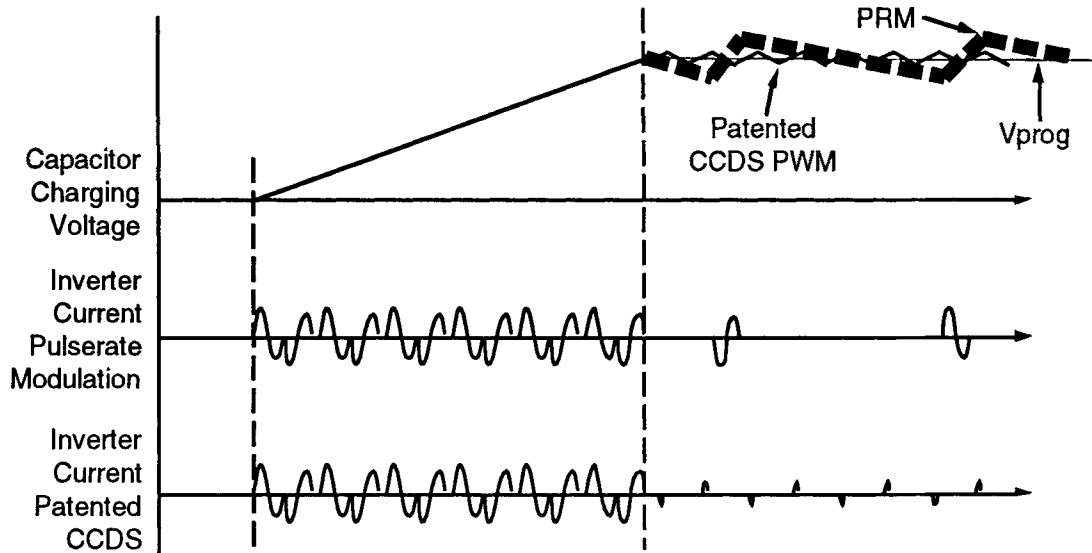 PRM
Patented
CCDS PWM
Vprog
Capacitor
Charging
Voltage
Inverter
Current
Pulserate
Modulation
Inverter
Current
Patented
CCDS